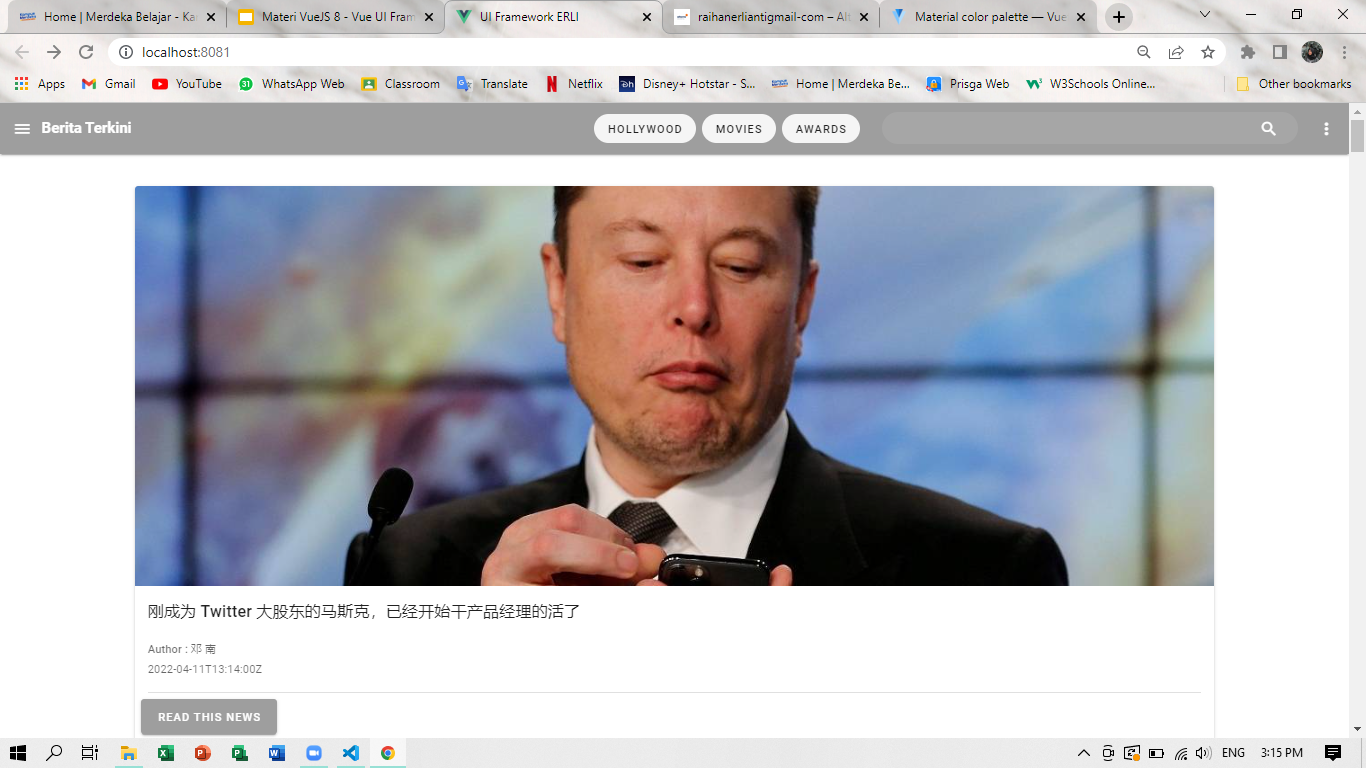 Home | Merdeka Belajar - Ka
Materi VueJS 8 - Vue UI Fram
UI Framework ERLI
raihanerliantigmail-com – Alt
Material color palette — Vue
localhost:8081
Apps
Gmail
YouTube
WhatsApp Web
Classroom
Translate
Netflix
Disney+ Hotstar - S...
Home | Merdeka Be...
Prisga Web
W3Schools Online...
Other bookmarks
Berita Terkini
HOLLYWOOD
MOVIES
AWARDS
刚成为 Twitter 大股东的马斯克，已经开始干产品经理的活了
Author : 邓 南
2022-04-11T13:14:00Z
READ THIS NEWS
ENG
3:15 PM